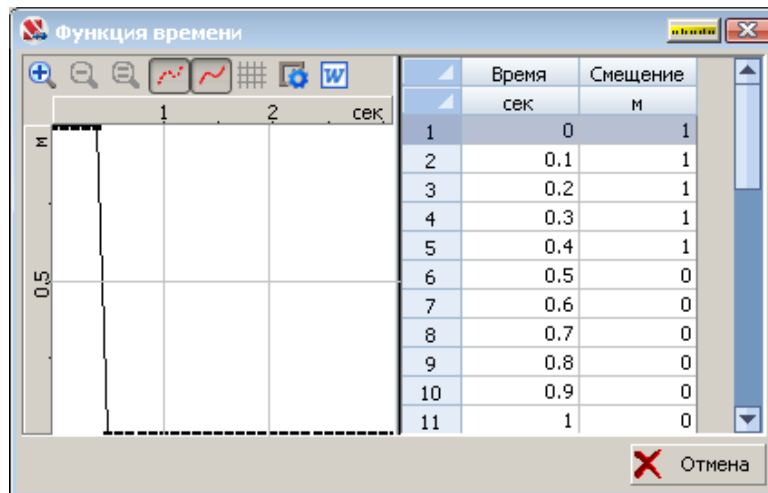 Функция времени
W
1 2 сек
м
0.5
Время Смещение
сек м
1 0 1
2 0.1 1
3 0.2 1
4 0.3 1
5 0.4 1
6 0.5 0
7 0.6 0
8 0.7 0
9 0.8 0
10 0.9 0
11 1 0
Отмена